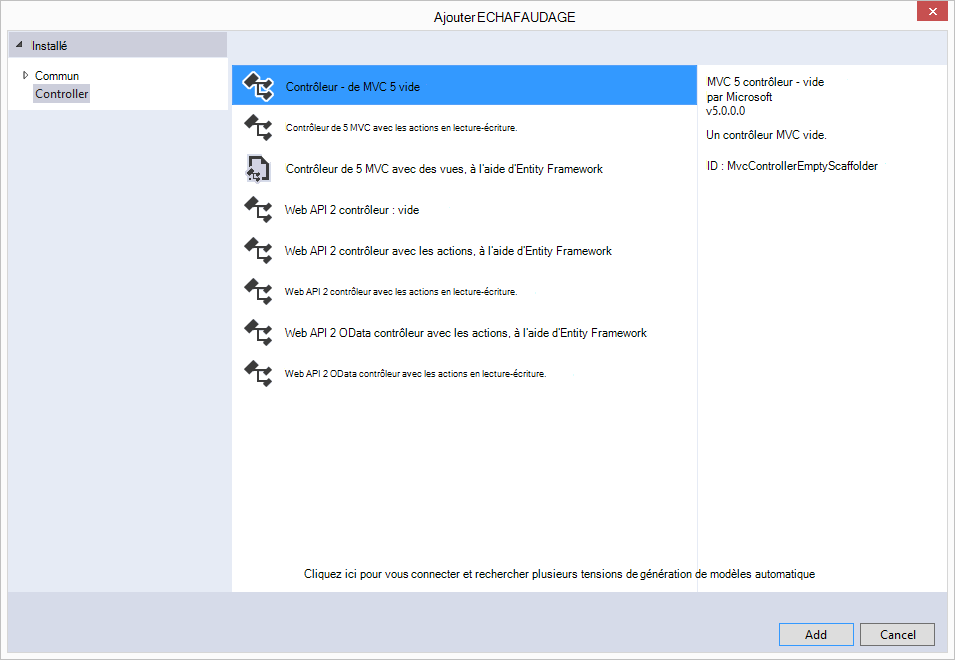 Ajouter ECHAFAUDAGE
Installé
Commun
Controller
Contrôleur - de MVC 5 vide
Contrôleur de 5 MVC avec les actions en lecture-écriture.
Contrôleur de 5 MVC avec des vues, à l'aide d'Entity Framework
Web API 2 contrôleur : vide
Web API 2 contrôleur avec les actions, à l'aide d'Entity Framework
Web API 2 contrôleur avec les actions en lecture-écriture.
Web API 2 OData contrôleur avec les actions, à l'aide d'Entity Framework
Web API 2 OData contrôleur avec les actions en lecture-écriture.
Cliquez ici pour vous connecter et rechercher plusieurs tensions de génération de modèles automatique
MVC 5 contrôleur - vide
par Microsoft
v5.0.0.0
Un contrôleur MVC vide.
ID : MvcControllerEmptyScaffolder
Add
Cancel